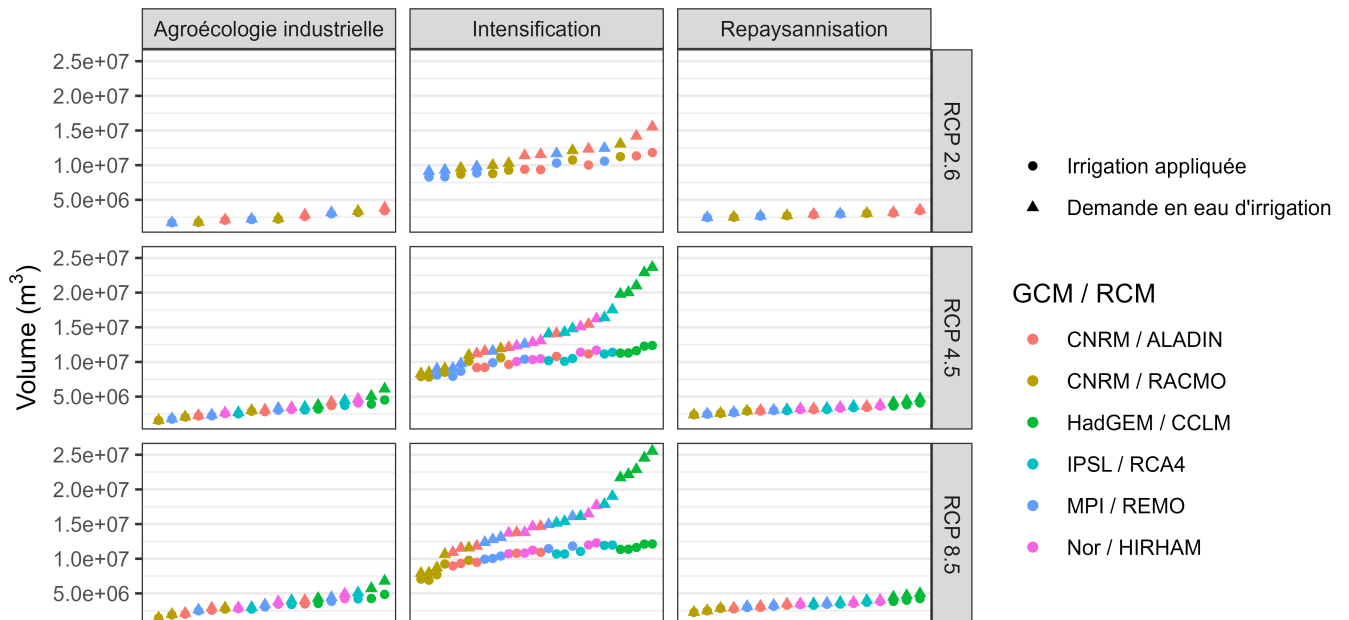 Agroécologie industrielle
Intensification
Repaysannisation
Volume (m³)
2.5e+07
2.0e+07
1.5e+07
1.0e+07
5.0e+06
RCP 2.6
2.5e+07
2.0e+07
1.5e+07
1.0e+07
5.0e+06
RCP 4.5
2.5e+07
2.0e+07
1.5e+07
1.0e+07
5.0e+06
RCP 8.5
Irrigation appliquée
Demande en eau d'irrigation
GCM / RCM
CNRM / ALADIN
CNRM / RACMO
HadGEM / CCLM
IPSL / RCA4
MPI / REMO
Nor / HIRHAM